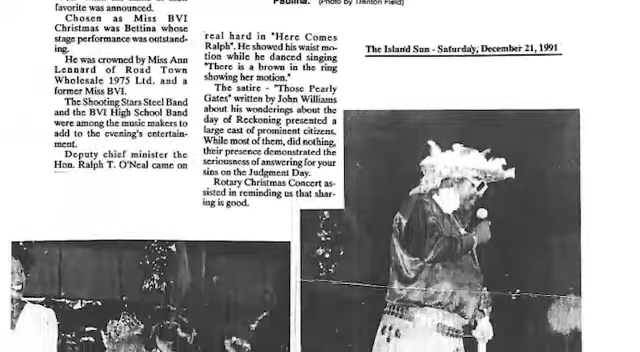 favorite was announced.
Chosen as Miss BVI
Christmas was Bettina whose
stage performance was outstand-
ing.
He was crowned by Miss Ann
Lennard of Road Town
Wholesale 1975 Ltd. and a
former Miss BVI.
The Shooting Stars Steel Band
and the BVI High School Band
were among the music makers to
add to the evening's entertain-
ment.
Deputy chief minister the
Hon. Ralph T. O'Neal came on
Paulina. (Photo by Trenton Field)
real hard in "Here Comes
Ralph". He showed his waist mo-
tion while he danced singing
"There is a brown in the ring
showing her motion."
The satire - "Those Pearly
Gates" written by John Williams
about his wonderings about the
day of Reckoning presented a
large cast of prominent citizens.
While most of them, did nothing,
their presence demonstrated the
seriousness of answering for your
sins on the Judgment Day.
Rotary Christmas Concert as-
sisted in reminding us that shar-
ing is good.
The Island Sun - Saturday, December 21, 1991